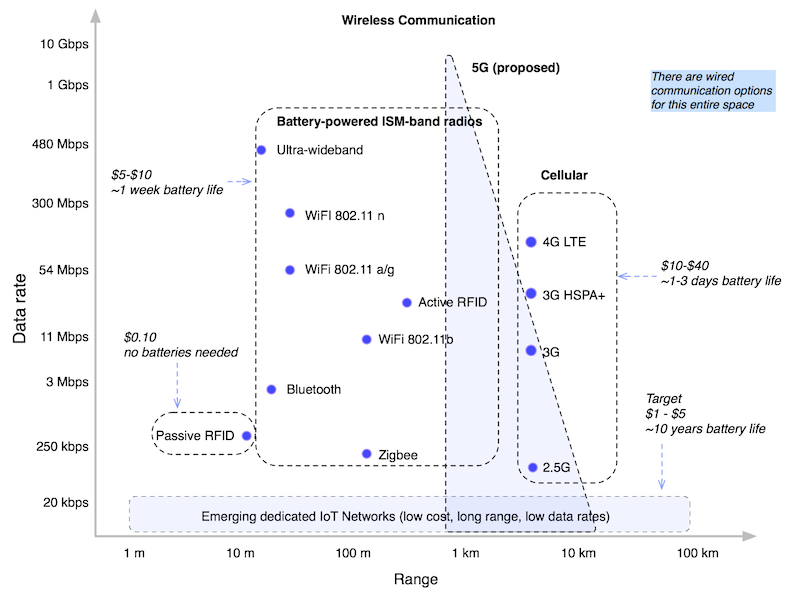 Wireless Communication
10 Gbps
5G (proposed)
1 Gbps
There are wired
communication options
for this entire space
Battery-powered ISM-band radios
480 Mbps
Ultra-wideband
Cellular
$5-$10
~1 week battery life
300 Mbps
WiFI 802.11 n
4G LTE
54 Mbps
WiFi 802.11 a/g
$10-$40
~1-3 days battery life
3G HSPA+
Active RFID
Data rate
11 Mbps
$0.10
no batteries needed
WiFi 802.11b
3G
3 Mbps
Bluetooth
Target
$1 - $5
~10 years battery life
Passive RFID
250 kbps
Zigbee
2.5G
20 kbps
Emerging dedicated IoT Networks (low cost, long range, low data rates)
1 m
10 m
100 m
1 km
10 km
100 km
Range